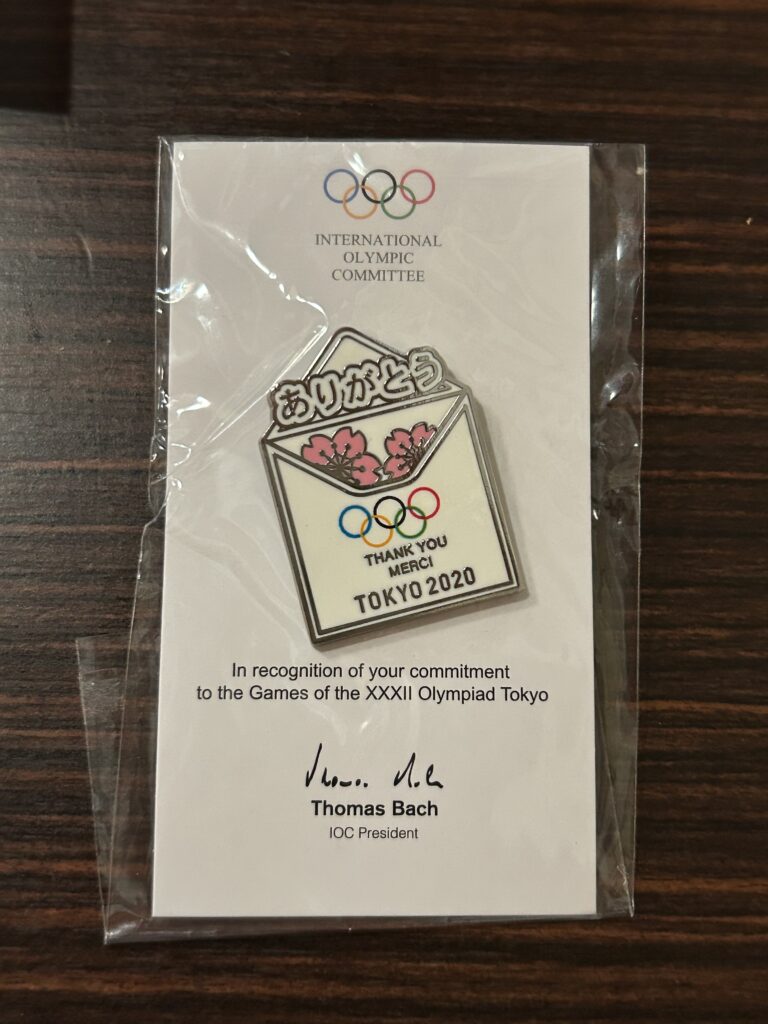 INTERNATIONAL
OLYMPIC
COMMITTEE
ありがとう
THANK YOU
MERCI
TOKYO 2020
In recognition of your commitment
to the Games of the XXXII Olympiad Tokyo
Thomas Bach
IOC President